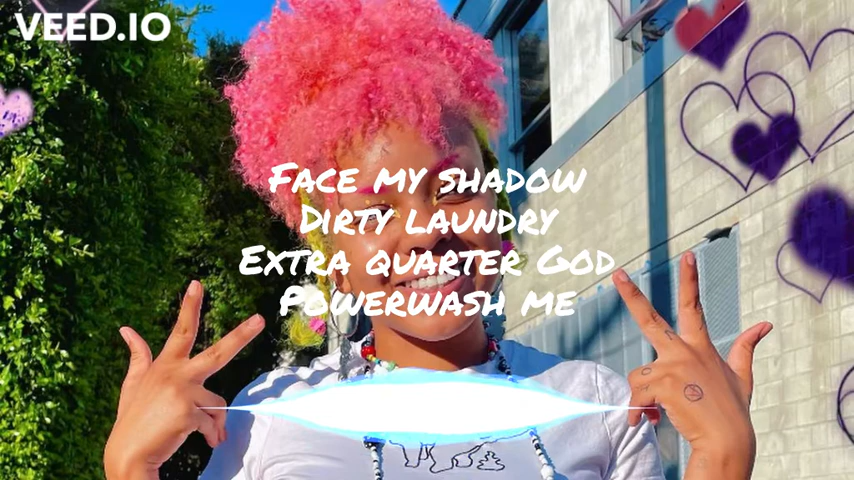 VEED.IO
FACE MY SHADOW
DIRTY LAUNDRY
EXTRA QUARTER GOD
POWERWASH ME